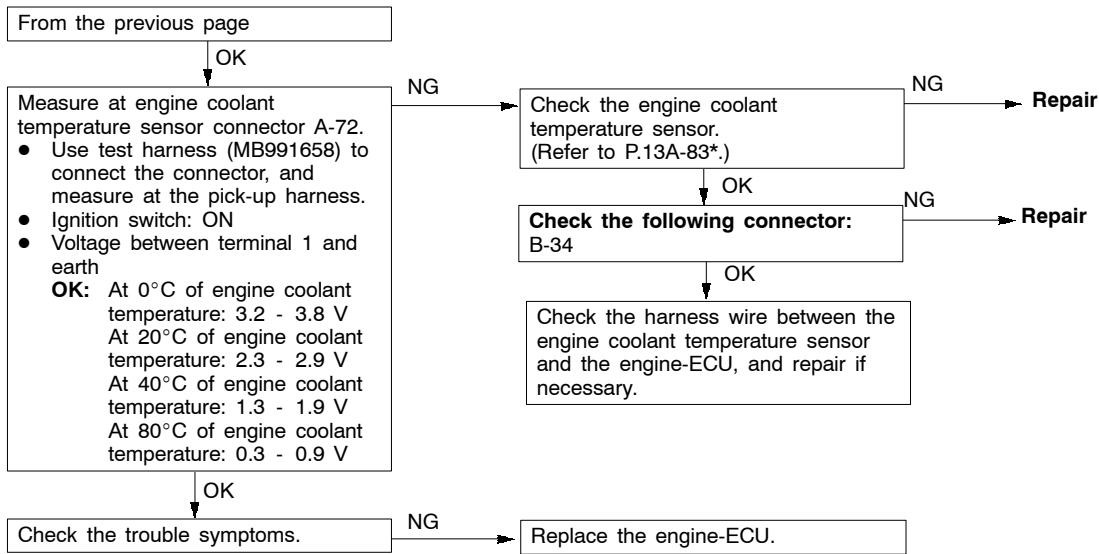 From the previous page
OK
Measure at engine coolant
temperature sensor connector A-72.
● Use test harness (MB991658) to
connect the connector, and
measure at the pick-up harness.
● Ignition switch: ON
● Voltage between terminal 1 and
earth
OK: At 0°C of engine coolant
temperature: 3.2 - 3.8 V
At 20°C of engine coolant
temperature: 2.3 - 2.9 V
At 40°C of engine coolant
temperature: 1.3 - 1.9 V
At 80°C of engine coolant
temperature: 0.3 - 0.9 V
NG
Check the engine coolant
temperature sensor.
(Refer to P.13A-83*.)
NG
Repair
OK
Check the following connector:
B-34
NG
Repair
OK
Check the harness wire between the
engine coolant temperature sensor
and the engine-ECU, and repair if
necessary.
OK
Check the trouble symptoms.
NG
Replace the engine-ECU.